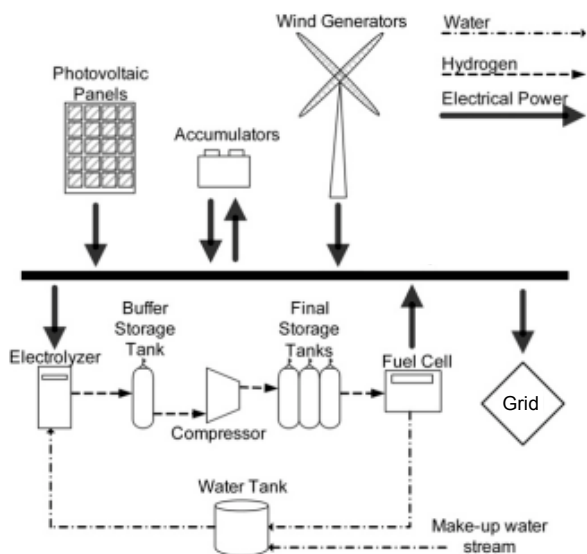 Wind Generators
Water
Hydrogen
Electrical Power
Photovoltaic
Panels
Accumulators
Buffer
Storage
Tank
Final
Storage
Tanks
Electrolyzer
Fuel Cell
Grid
Compressor
Water Tank
Make-up water
stream